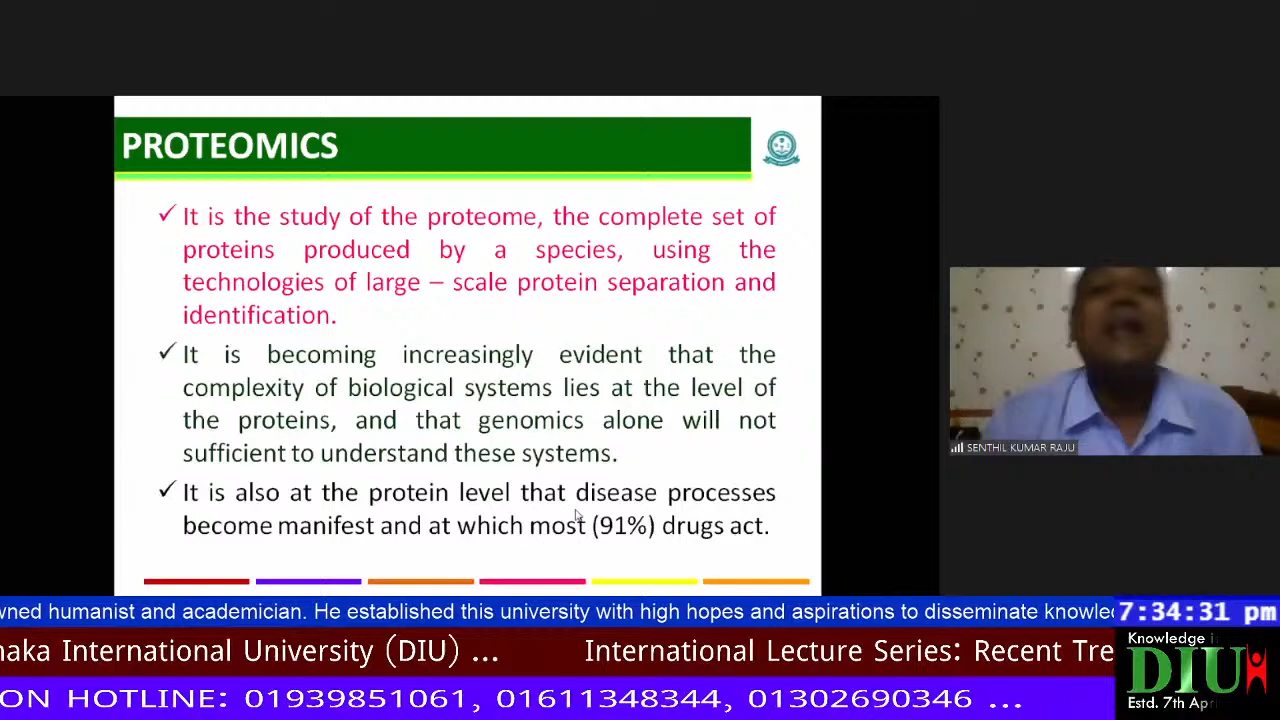 PROTEOMICS
✓ It is the study of the proteome, the complete set of
proteins produced by a species, using the
technologies of large – scale protein separation and
identification.
✓ It is becoming increasingly evident that the
complexity of biological systems lies at the level of
the proteins, and that genomics alone will not
sufficient to understand these systems.
✓ It is also at the protein level that disease processes
become manifest and at which most (91%) drugs act.
SENTHIL KUMAR RAJU
wned humanist and academician. He established this university with high hopes and aspirations to disseminate knowle
7:34:31 pm
naka International University (DIU) ... International Lecture Series: Recent Tre
Knowledge i
DIU
Estd. 7th Apr
ON HOTLINE: 01939851061, 01611348344, 01302690346 ...